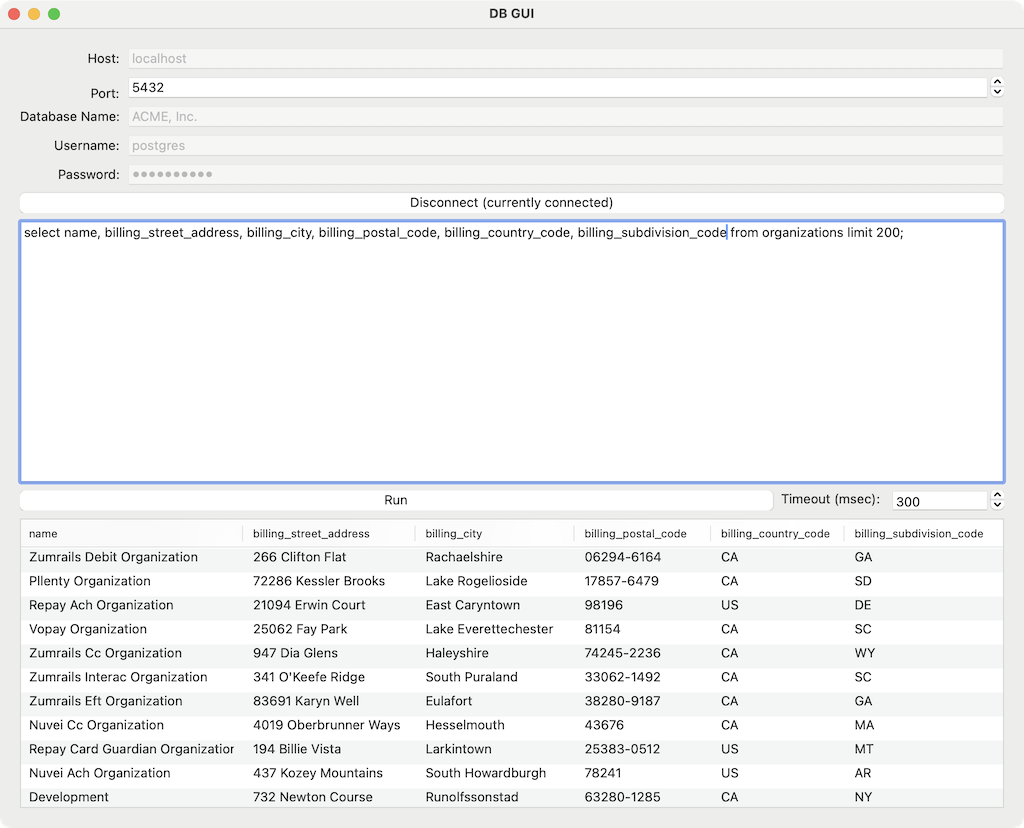 DB GUI
Host: localhost
Port: 5432
Database Name: ACME, Inc.
Username: postgres
Password: ●●●●●●●●●●
Disconnect (currently connected)
select name, billing_street_address, billing_city, billing_postal_code, billing_country_code, billing_subdivision_code from organizations limit 200;
Run Timeout (msec): 300
name billing_street_address billing_city billing_postal_code billing_country_code billing_subdivision_code
Zumrails Debit Organization 266 Clifton Flat Rachaelshire 06294-6164 CA GA
Pllenty Organization 72286 Kessler Brooks Lake Rogelioside 17857-6479 CA SD
Repay Ach Organization 21094 Erwin Court East Caryntown 98196 US DE
Vopay Organization 25062 Fay Park Lake Everettechester 81154 CA SC
Zumrails Cc Organization 947 Dia Glens Haleyshire 74245-2236 CA WY
Zumrails Interac Organization 341 O'Keefe Ridge South Puraland 33062-1492 CA SC
Zumrails Eft Organization 83691 Karyn Well Eulafort 38280-9187 CA GA
Nuvei Cc Organization 4019 Oberbrunner Ways Hesselmouth 43676 CA MA
Repay Card Guardian Organization 194 Billie Vista Larkintown 25383-0512 US MT
Nuvei Ach Organization 437 Kozey Mountains South Howardburgh 78241 US AR
Development 732 Newton Course Runolfssonstad 63280-1285 CA NY